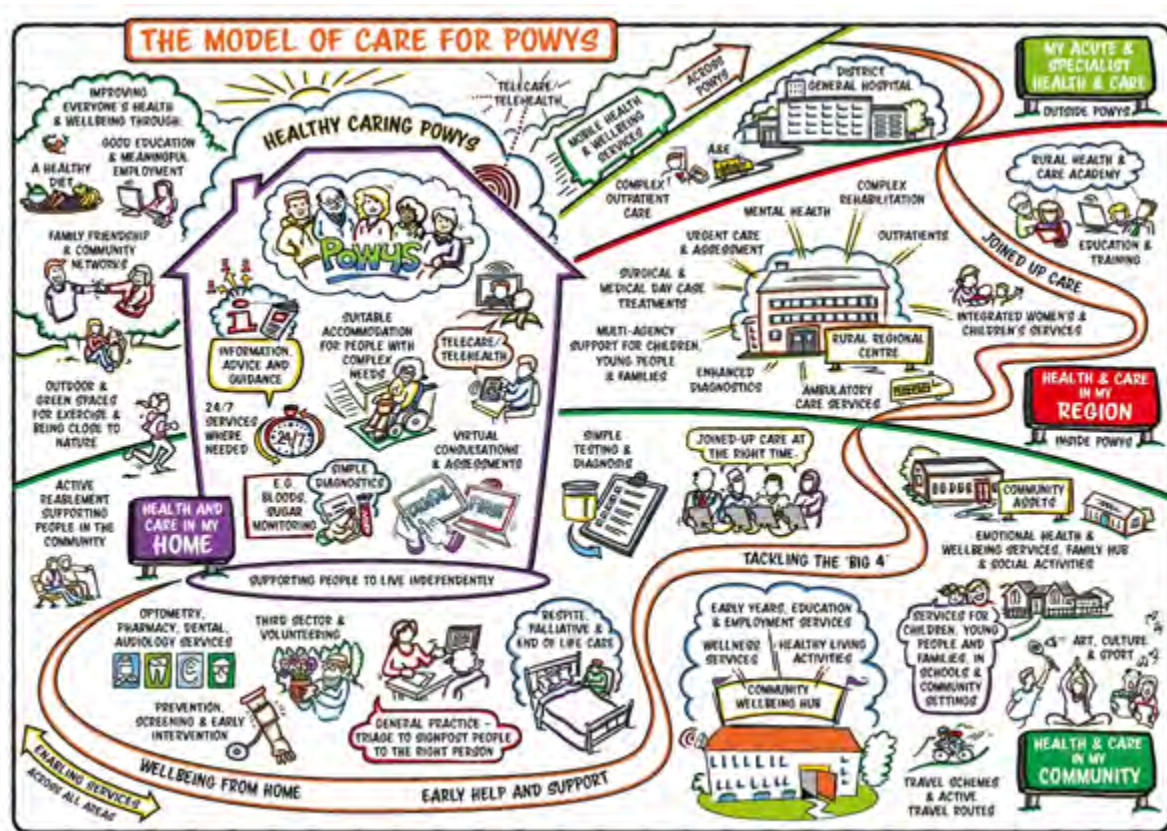 THE MODEL OF CARE FOR POWYS
IMPROVING
EVERYONE'S HEALTH
& WELLBEING THROUGH:
A HEALTHY
DIET
GOOD EDUCATION
& MEANINGFUL
EMPLOYMENT
FAMILY FRIENDSHIP
& COMMUNITY
NETWORKS
OUTDOOR &
GREEN SPACES
FOR EXERCISE &
BEING CLOSE TO
NATURE
ACTIVE
REABLEMENT
SUPPORTING
PEOPLE IN THE
COMMUNITY
HEALTHY CARING POWYS
TELECARE/
TELEHEALTH
POWYS
INFORMATION,
ADVICE AND
GUIDANCE
SUITABLE
ACCOMMODATION
FOR PEOPLE WITH
COMPLEX
NEEDS
TELECARE/
TELEHEALTH
24/7
SERVICES
WHERE
NEEDED
24/7
VIRTUAL
CONSULTATIONS
& ASSESSMENTS
E.G.
BLOODS,
SUGAR
MONITORING
SIMPLE
DIAGNOSTICS
HEALTH AND
CARE IN MY
HOME
SUPPORTING PEOPLE TO LIVE INDEPENDENTLY
MOBILE HEALTH
& WELLBEING
SERVICES
ACROSS
POWYS
DISTRICT
GENERAL HOSPITAL
A&E
COMPLEX
OUTPATIENT
CARE
MY ACUTE &
SPECIALIST
HEALTH & CARE
OUTSIDE POWYS
MENTAL HEALTH
COMPLEX
REHABILITATION
URGENT CARE
& ASSESSMENT
OUTPATIENTS
SURGICAL &
MEDICAL DAY CASE
TREATMENTS
MULTI-AGENCY
SUPPORT FOR CHILDREN,
YOUNG PEOPLE
& FAMILIES
ENHANCED
DIAGNOSTICS
AMBULATORY
CARE SERVICES
RURAL REGIONAL
CENTRE
INTEGRATED WOMEN'S &
CHILDREN'S SERVICES
JOINED UP CARE
RURAL HEALTH &
CARE ACADEMY
EDUCATION &
TRAINING
HEALTH & CARE
IN MY
REGION
INSIDE POWYS
SIMPLE
TESTING &
DIAGNOSIS
JOINED-UP CARE AT
THE RIGHT TIME.
TACKLING THE 'BIG 4'
COMMUNITY
ASSETS
EMOTIONAL HEALTH &
WELLBEING SERVICES, FAMILY HUB
& SOCIAL ACTIVITIES
OPTOMETRY,
PHARMACY, DENTAL,
AUDIOLOGY SERVICES
THIRD SECTOR &
VOLUNTEERING
PREVENTION,
SCREENING & EARLY
INTERVENTION
GENERAL PRACTICE -
TRIAGE TO SIGNPOST PEOPLE
TO THE RIGHT PERSON
RESPITE,
PALLIATIVE &
END OF LIFE CARE
EARLY YEARS, EDUCATION
& EMPLOYMENT SERVICES
WELLNESS
SERVICES
HEALTHY LIVING
ACTIVITIES
COMMUNITY
WELLBEING HUB
SERVICES FOR
CHILDREN, YOUNG
PEOPLE AND
FAMILIES, IN
SCHOOLS &
COMMUNITY
SETTINGS
ART, CULTURE
& SPORT
TRAVEL SCHEMES
& ACTIVE
TRAVEL ROUTES
HEALTH & CARE
IN MY
COMMUNITY
ENABLING SERVICES
ACROSS ALL AREAS
WELLBEING FROM HOME
EARLY HELP AND SUPPORT